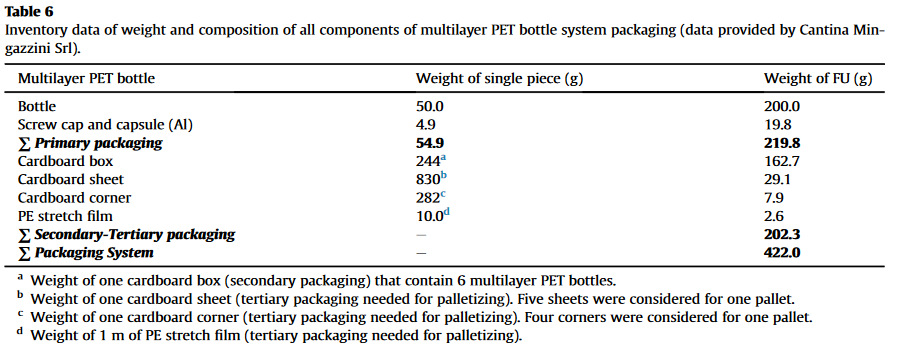 Table 6
Inventory data of weight and composition of all components of multilayer PET bottle system packaging (data provided by Cantina Min-
gazzini Srl).
Multilayer PET bottle Weight of single piece (g) Weight of FU (g)
Bottle 50.0 200.0
Screw cap and capsule (Al) 4.9 19.8
∑ Primary packaging 54.9 219.8
Cardboard box 244a 162.7
Cardboard sheet 830b 29.1
Cardboard corner 282c 7.9
PE stretch film 10.0d 2.6
∑ Secondary-Tertiary packaging – 202.3
∑ Packaging System – 422.0
a Weight of one cardboard box (secondary packaging) that contain 6 multilayer PET bottles.
b Weight of one cardboard sheet (tertiary packaging needed for palletizing). Five sheets were considered for one pallet.
c Weight of one cardboard corner (tertiary packaging needed for palletizing). Four corners were considered for one pallet.
d Weight of 1 m of PE stretch film (tertiary packaging needed for palletizing).